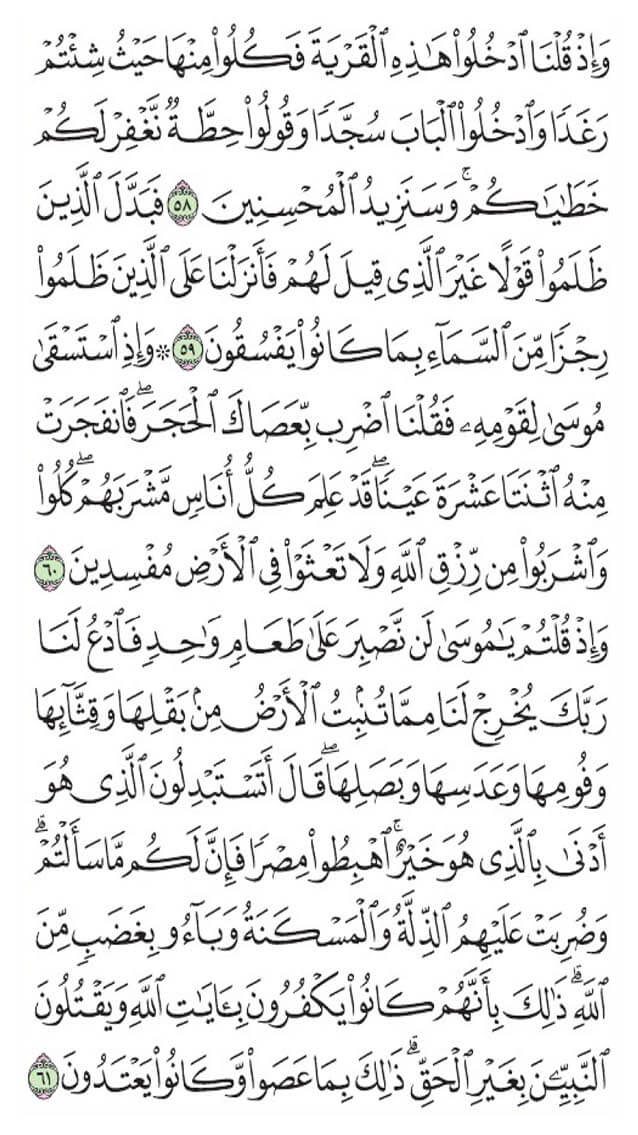 وَإِذۡ قُلۡنَا ٱدۡخُلُواْ هَٰذِهِ ٱلۡقَرۡيَةَ فَكُلُواْ مِنۡهَا حَيۡثُ شِئۡتُمۡ
رَغَدٗا وَٱدۡخُلُواْ ٱلۡبَابَ سُجَّدٗا وَقُولُواْ حِطَّةٞ نَّغۡفِرۡ لَكُمۡ
خَطَٰيَٰكُمۡۚ وَسَنَزِيدُ ٱلۡمُحۡسِنِينَ ٥٨ فَبَدَّلَ ٱلَّذِينَ
ظَلَمُواْ قَوۡلًا غَيۡرَ ٱلَّذِي قِيلَ لَهُمۡ فَأَنزَلۡنَا عَلَى ٱلَّذِينَ ظَلَمُواْ
رِجۡزٗا مِّنَ ٱلسَّمَآءِ بِمَا كَانُواْ يَفۡسُقُونَ ٥٩ ۞ وَإِذِ ٱسۡتَسۡقَىٰ
مُوسَىٰ لِقَوۡمِهِۦ فَقُلۡنَا ٱضۡرِب بِّعَصَاكَ ٱلۡحَجَرَۖ فَٱنفَجَرَتۡ
مِنۡهُ ٱثۡنَتَا عَشۡرَةَ عَيۡنٗاۖ قَدۡ عَلِمَ كُلُّ أُنَاسٖ مَّشۡرَبَهُمۡۖ كُلُواْ
وَٱشۡرَبُواْ مِن رِّزۡقِ ٱللَّهِ وَلَا تَعۡثَوۡاْ فِي ٱلۡأَرۡضِ مُفۡسِدِينَ ٦٠
وَإِذۡ قُلۡتُمۡ يَٰمُوسَىٰ لَن نَّصۡبِرَ عَلَىٰ طَعَامٖ وَٰحِدٖ فَٱدۡعُ لَنَا
رَبَّكَ يُخۡرِجۡ لَنَا مِمَّا تُنۢبِتُ ٱلۡأَرۡضُ مِنۢ بَقۡلِهَا وَقِثَّآئِهَا
وَفُومِهَا وَعَدَسِهَا وَبَصَلِهَاۖ قَالَ أَتَسۡتَبۡدِلُونَ ٱلَّذِي هُوَ
أَدۡنَىٰ بِٱلَّذِي هُوَ خَيۡرٌۚ ٱهۡبِطُواْ مِصۡرٗا فَإِنَّ لَكُم مَّا سَأَلۡتُمۡۗ
وَضُرِبَتۡ عَلَيۡهِمُ ٱلذِّلَّةُ وَٱلۡمَسۡكَنَةُ وَبَآءُو بِغَضَبٖ مِّنَ
ٱللَّهِۗ ذَٰلِكَ بِأَنَّهُمۡ كَانُواْ يَكۡفُرُونَ بِـَٔايَٰتِ ٱللَّهِ وَيَقۡتُلُونَ
ٱلنَّبِيِّـۧنَ بِغَيۡرِ ٱلۡحَقِّۗ ذَٰلِكَ بِمَا عَصَواْ وَّكَانُواْ يَعۡتَدُونَ ٦١